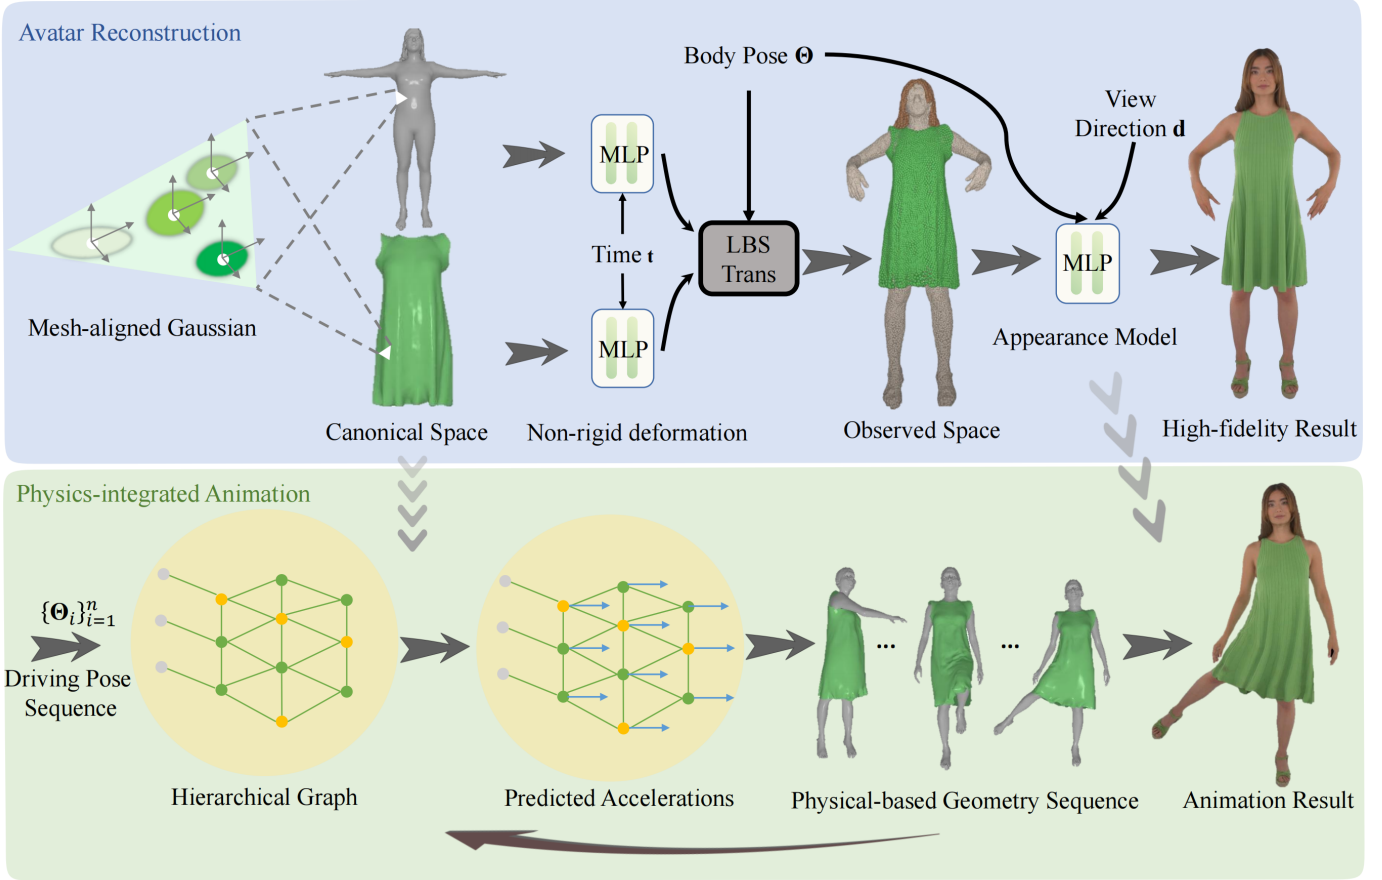 Avatar Reconstruction
Body Pose Θ
View
Direction d
MLP
Time t
MLP
LBS
Trans
MLP
Mesh-aligned Gaussian
Appearance Model
Canonical Space
Non-rigid deformation
Observed Space
High-fidelity Result
Physics-integrated Animation
{Θᵢ}ⁿᵢ₌₁
Driving Pose
Sequence
...
...
Hierarchical Graph
Predicted Accelerations
Physical-based Geometry Sequence
Animation Result